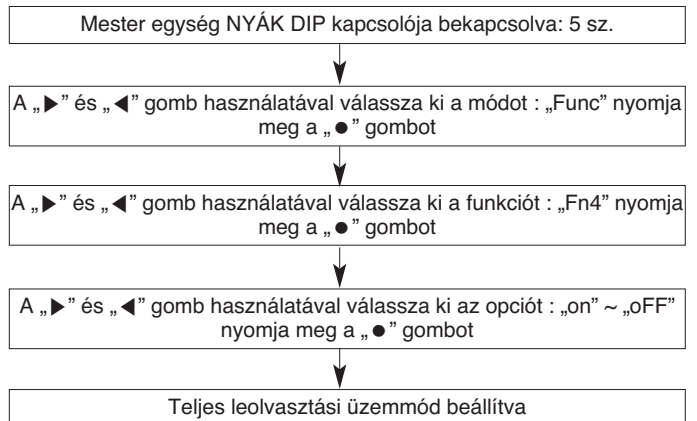 Mester egység NYÁK DIP kapcsolója bekapcsolva: 5 sz.
A „▶” és „◀” gomb használatával válassza ki a módot : „Func” nyomja
meg a „●” gombot
A „▶” és „◀” gomb használatával válassza ki a funkciót : „Fn4” nyomja
meg a „●” gombot
A „▶” és „◀” gomb használatával válassza ki az opciót : „on” ~ „oFF”
nyomja meg a „●” gombot
Teljes leolvasztási üzemmód beállítva